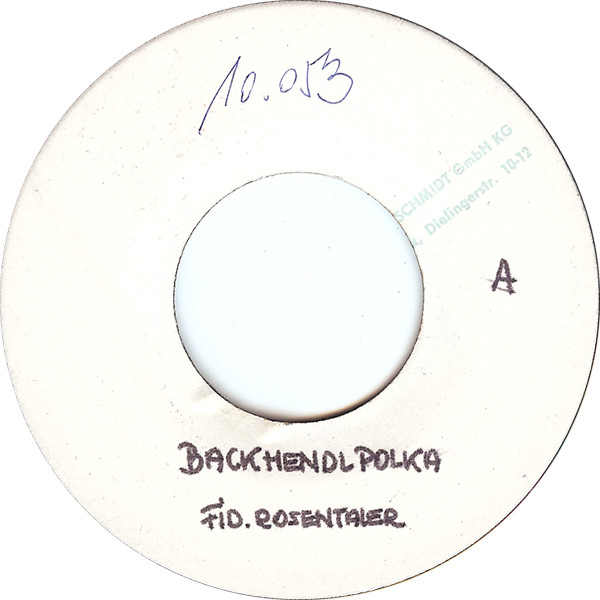 10.053
SCHMIDT GmbH KG
Dielingerstr. 10-12
A
BACKHENDLPOLKA
FID. ROSENTALER